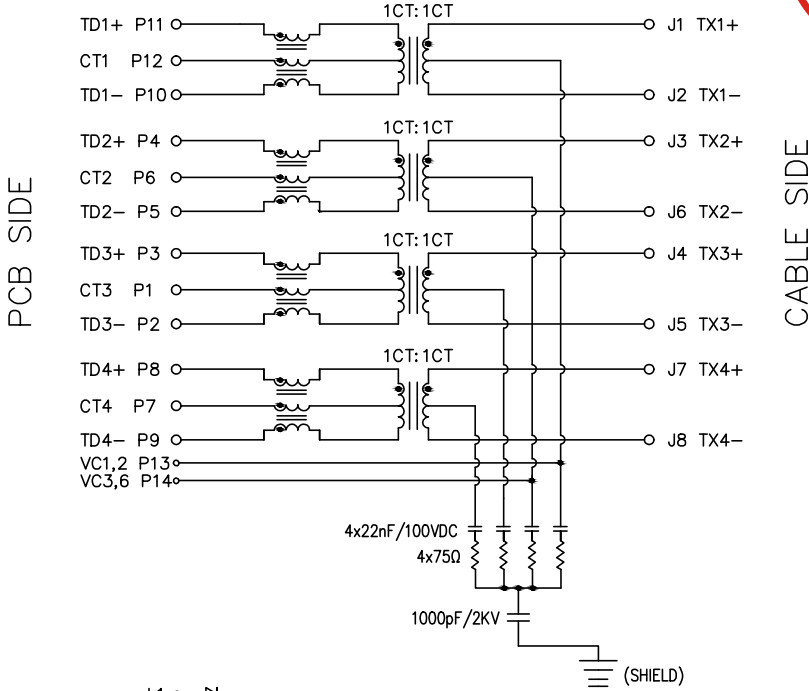 1CT:1CT
TD1+ P11 J1 TX1+
CT1 P12
TD1− P10 J2 TX1−
1CT:1CT
TD2+ P4 J3 TX2+
CT2 P6
TD2− P5 J6 TX2−
1CT:1CT
TD3+ P3 J4 TX3+
CT3 P1
TD3− P2 J5 TX3−
1CT:1CT
TD4+ P8 J7 TX4+
CT4 P7
TD4− P9 J8 TX4−
VC1,2 P13
VC3,6 P14
PCB SIDE
CABLE SIDE
4x22nF/100VDC
4x75Ω
1000pF/2KV
(SHIELD)